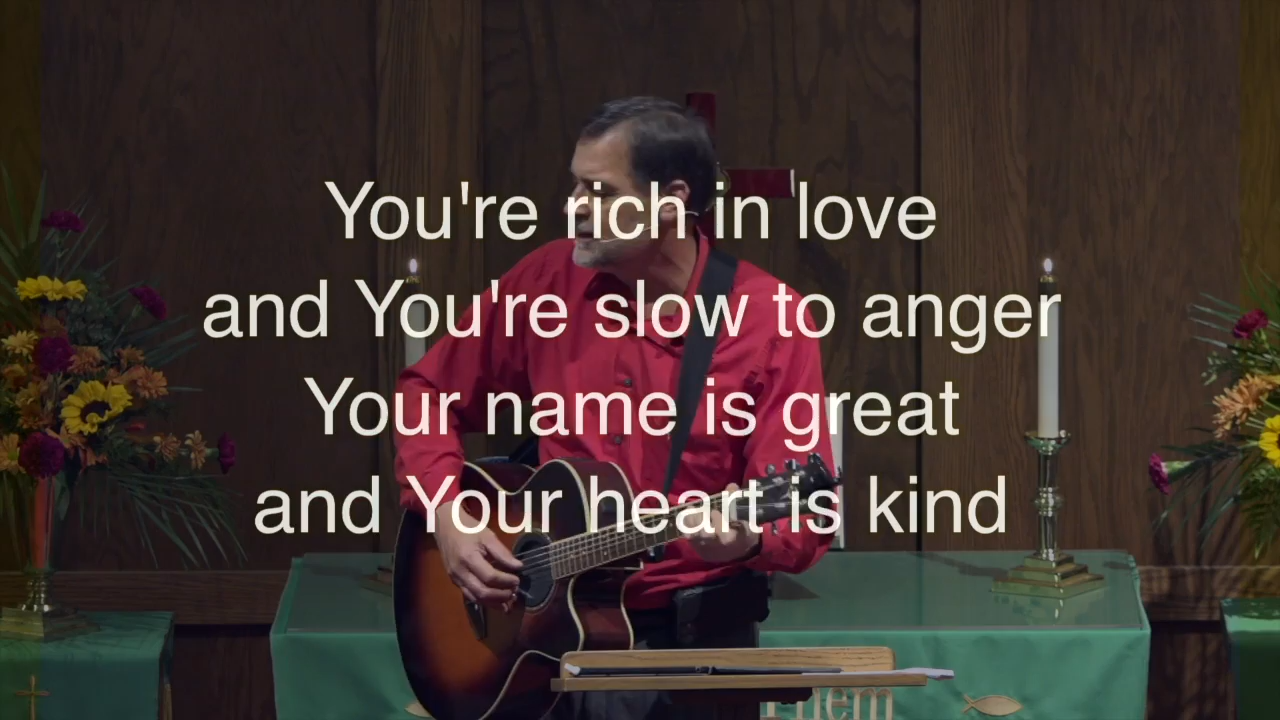 You're rich in love
and You're slow to anger
Your name is great
and Your heart is kind